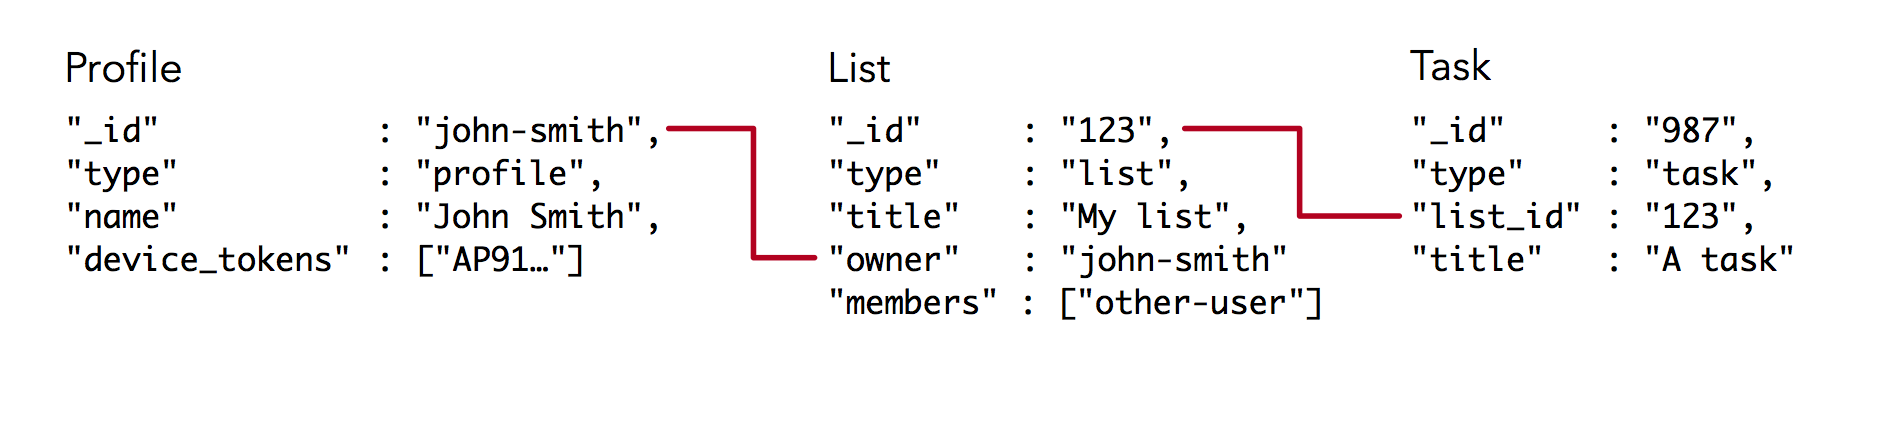 Profile
"_id" : "john-smith",
"type" : "profile",
"name" : "John Smith",
"device_tokens" : ["AP91…"]
List
"_id" : "123",
"type" : "list",
"title" : "My list",
"owner" : "john-smith"
"members" : ["other-user"]
Task
"_id" : "987",
"type" : "task",
"list_id" : "123",
"title" : "A task"